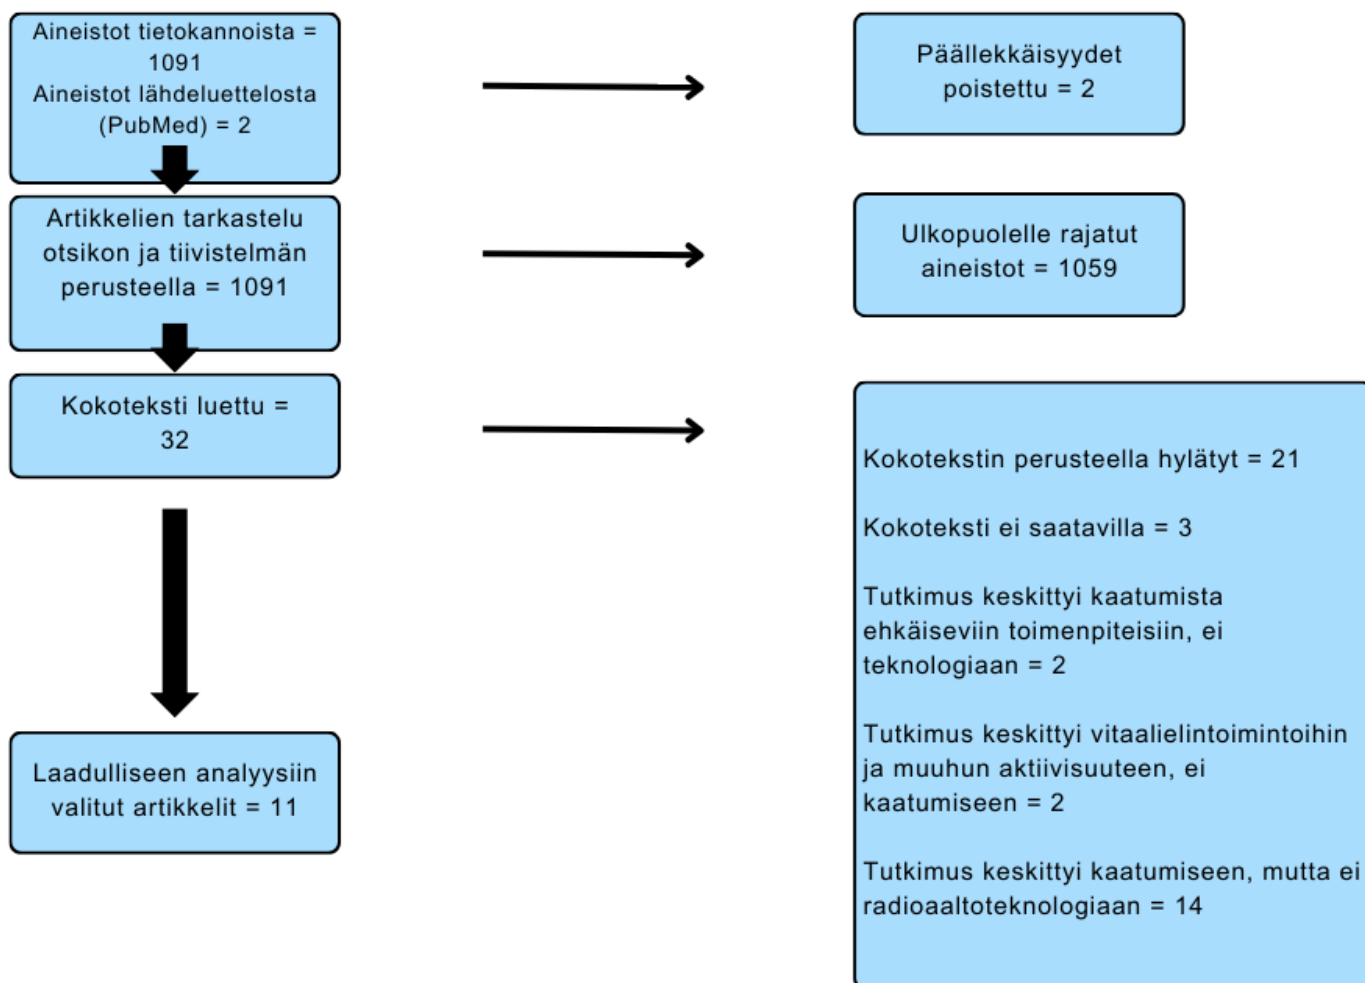 Aineistot tietokannoista =
1091
Aineistot lähdeluettelosta
(PubMed) = 2
Päällekkäisyydet
poistettu = 2
Artikkelien tarkastelu
otsikon ja tiivistelmän
perusteella = 1091
Ulkopuolelle rajatut
aineistot = 1059
Kokoteksti luettu =
32
Kokotekstin perusteella hylätyt = 21
Kokoteksti ei saatavilla = 3
Tutkimus keskittyi kaatumista
ehkäiseviin toimenpiteisiin, ei
teknologiaan = 2
Tutkimus keskittyi vitaalielintoimintoihin
ja muuhun aktiivisuuteen, ei
kaatumiseen = 2
Tutkimus keskittyi kaatumiseen, mutta ei
radioaaltoteknologiaan = 14
Laadulliseen analyysiin
valitut artikkelit = 11